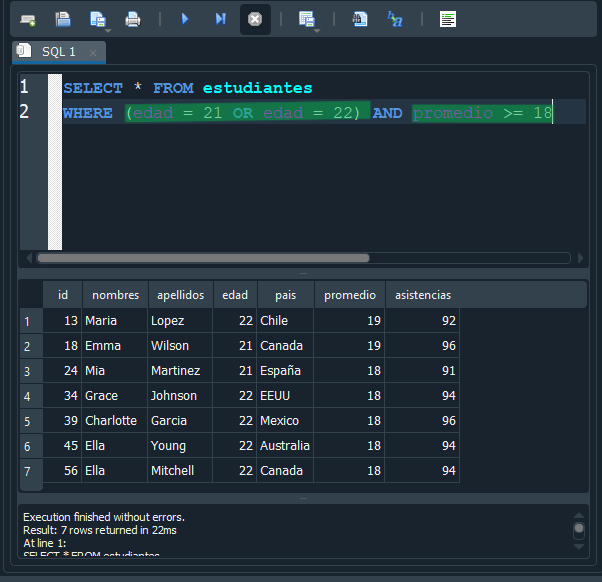 SQL 1
1 SELECT * FROM estudiantes
2 WHERE (edad = 21 OR edad = 22) AND promedio >= 18
id nombres apellidos edad pais promedio asistencias
1 13 Maria Lopez 22 Chile 19 92
2 18 Emma Wilson 21 Canada 19 96
3 24 Mia Martinez 21 España 18 91
4 34 Grace Johnson 22 EEUU 18 94
5 39 Charlotte Garcia 22 Mexico 18 96
6 45 Ella Young 22 Australia 18 94
7 56 Ella Mitchell 22 Canada 18 94
Execution finished without errors.
Result: 7 rows returned in 22ms
At line 1:
SELECT * FROM estudiantes